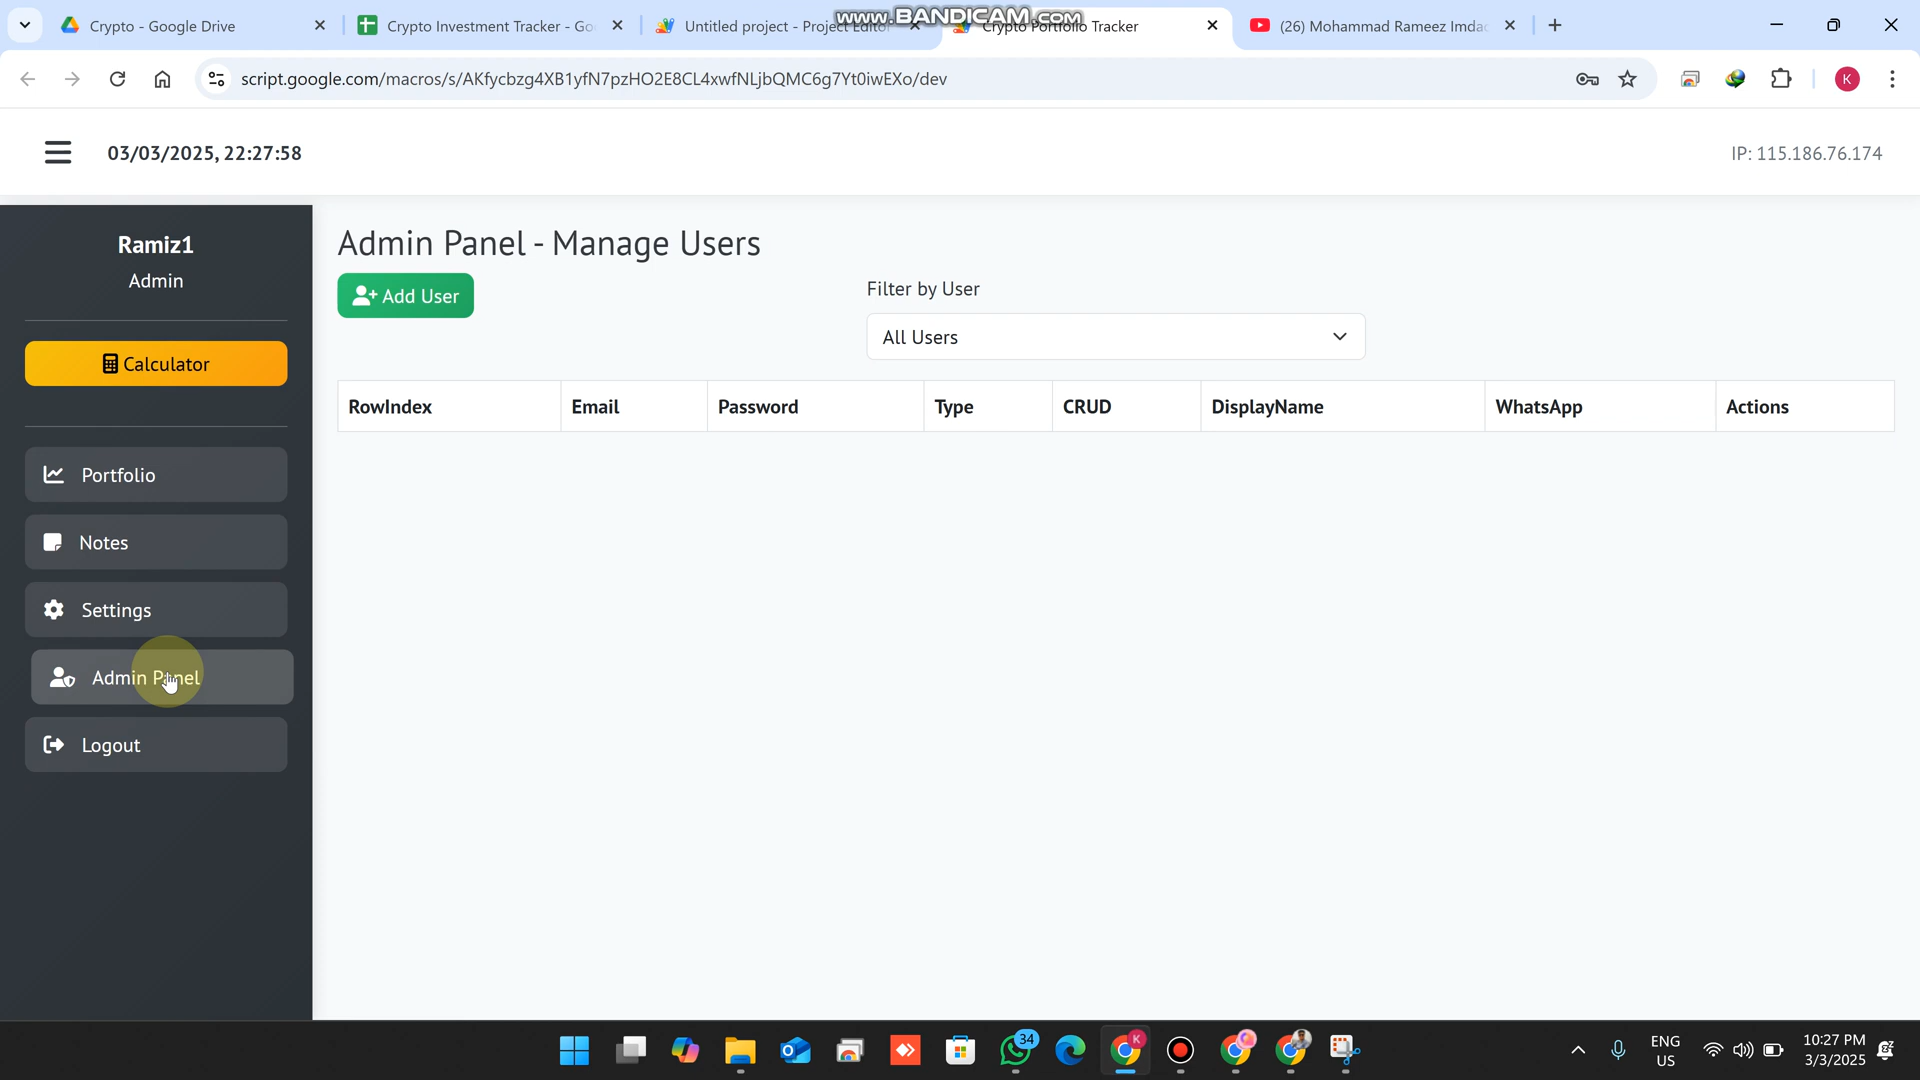 Crypto - Google Drive
Crypto Investment Tracker - Go
Untitled project - Project Editor
Crypto Portfolio Tracker
(26) Mohammad Rameez Imdac
www.BANDICAM.com
script.google.com/macros/s/AKfycbzg4XB1yfN7pzHO2E8CL4xwfNLjbQMC6g7Yt0iwEXo/dev
K
03/03/2025, 22:27:58
IP: 115.186.76.174
Ramiz1
Admin
Calculator
Portfolio
Notes
Settings
Admin Panel
Logout
Admin Panel - Manage Users
Add User
Filter by User
All Users
RowIndex Email Password Type CRUD DisplayName WhatsApp Actions
34
K
ENG
US
10:27 PM
3/3/2025